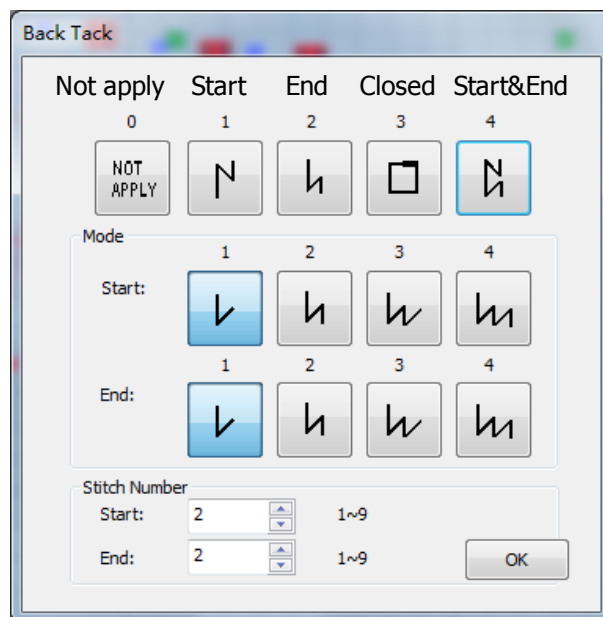 Back Tack
Not apply Start End Closed Start&End
0 1 2 3 4
NOT
APPLY
Mode
1 2 3 4
Start:
1 2 3 4
End:
Stitch Number
Start: 2 1~9
End: 2 1~9
OK